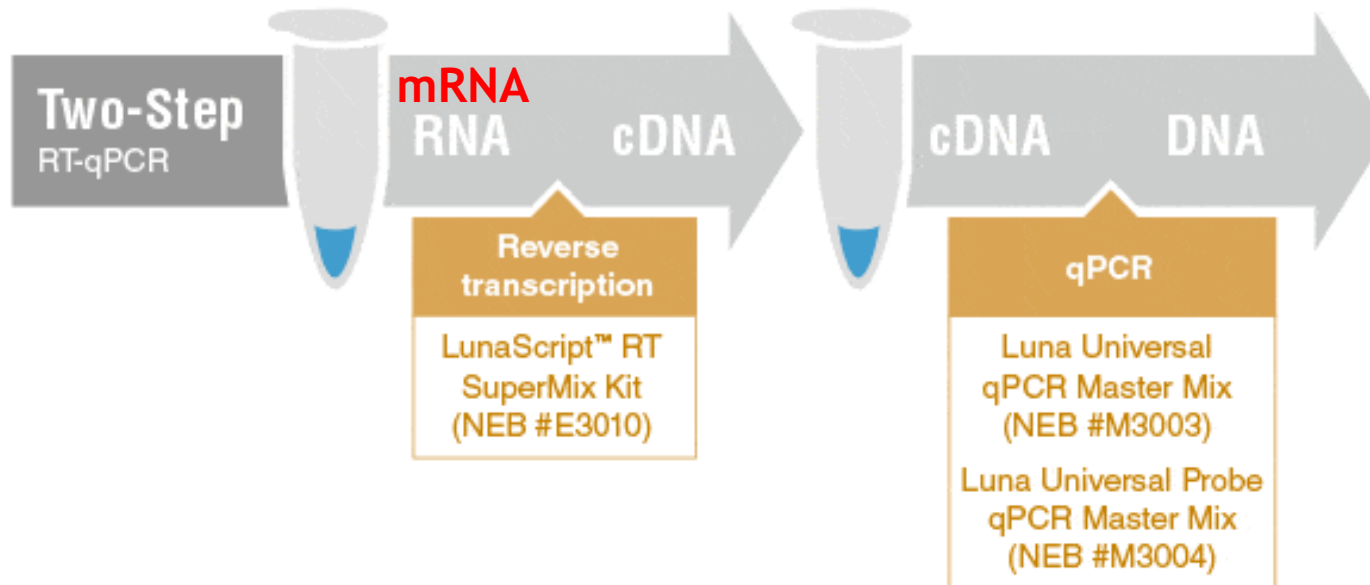 Two-Step
RT-qPCR
mRNA
RNA cDNA
cDNA DNA
Reverse
transcription
LunaScript™ RT
SuperMix Kit
(NEB #E3010)
qPCR
Luna Universal
qPCR Master Mix
(NEB #M3003)
Luna Universal Probe
qPCR Master Mix
(NEB #M3004)